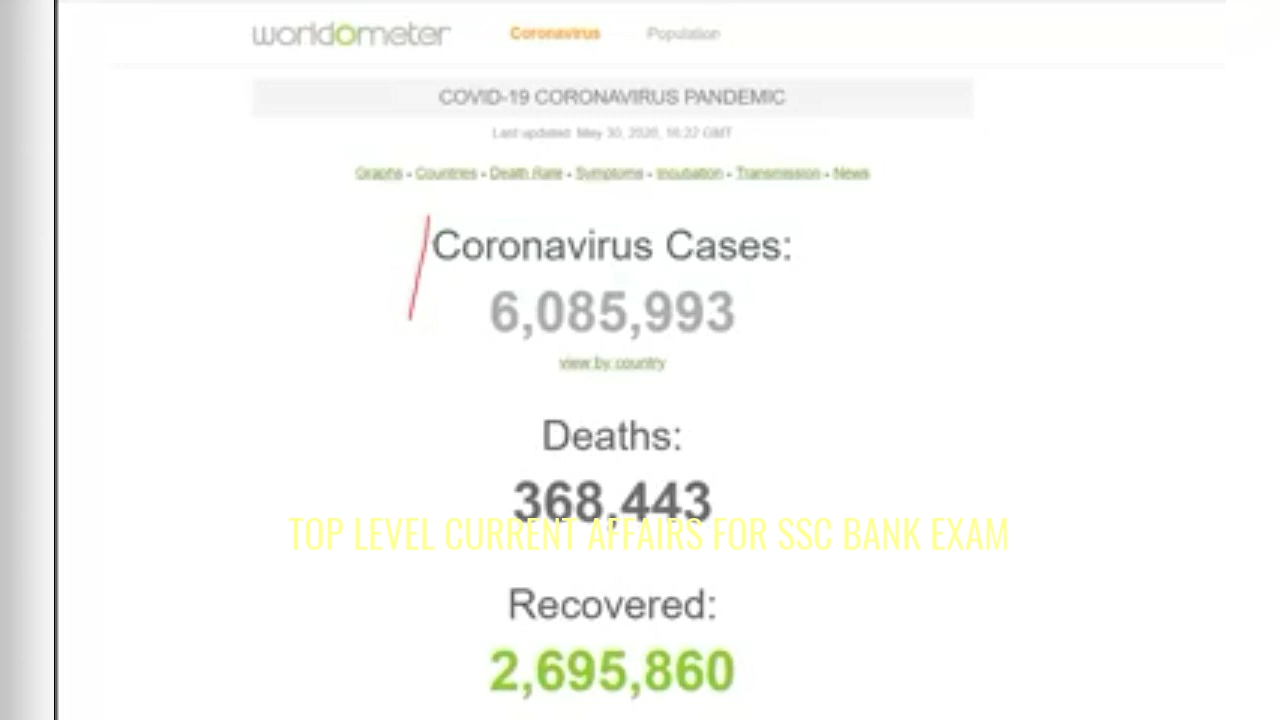 worldometer Coronavirus Population
COVID-19 CORONAVIRUS PANDEMIC
Last updated: May 30, 2020, 16:22 GMT
Graphs - Countries - Death Rate - Symptoms - Incubation - Transmission - News
Coronavirus Cases:
6,085,993
view by country
Deaths:
368,443
TOP LEVEL CURRENT AFFAIRS FOR SSC BANK EXAM
Recovered:
2,695,860